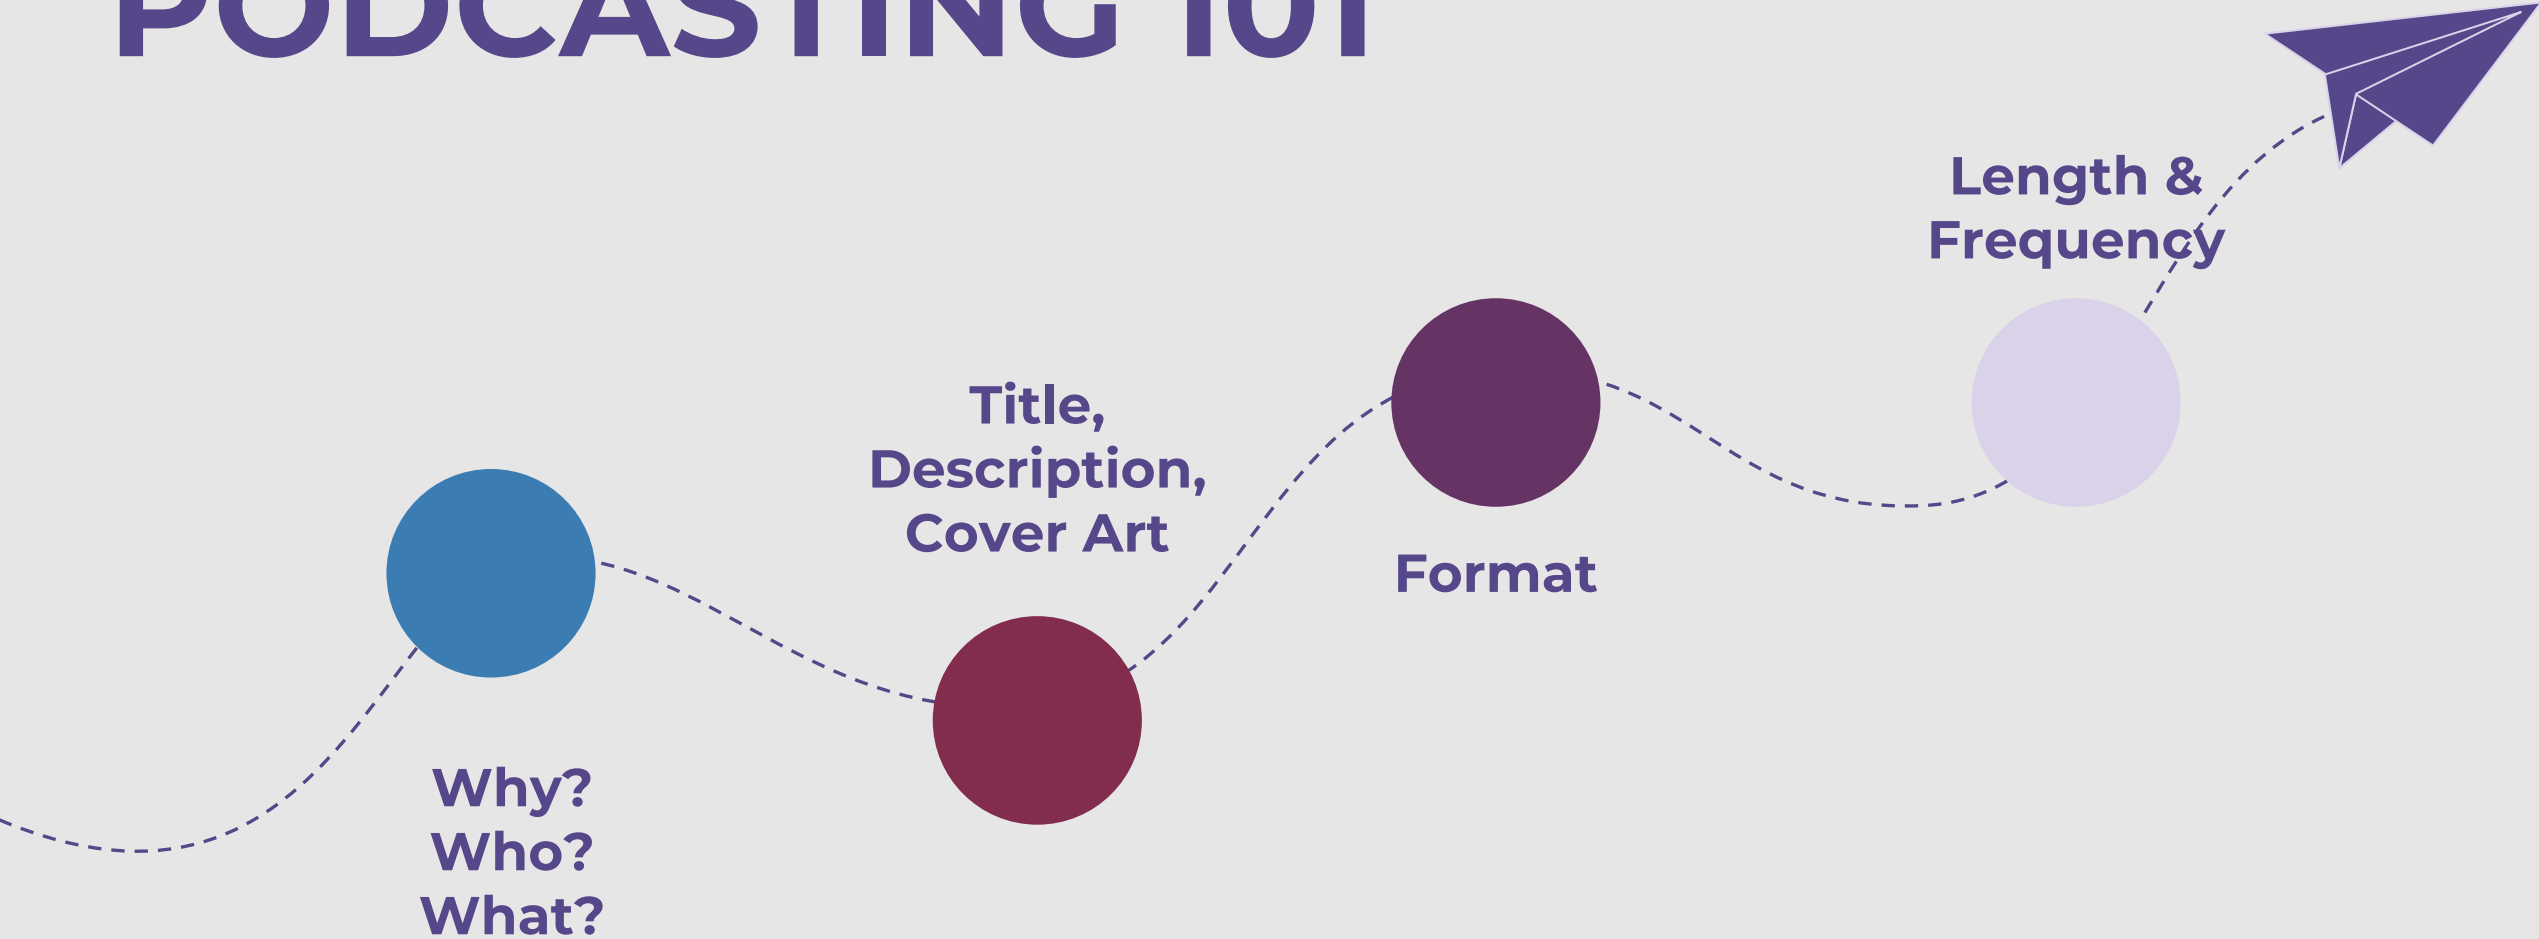 PODCASTING 101
Why?
Who?
What?
Title,
Description,
Cover Art
Format
Length &
Frequency